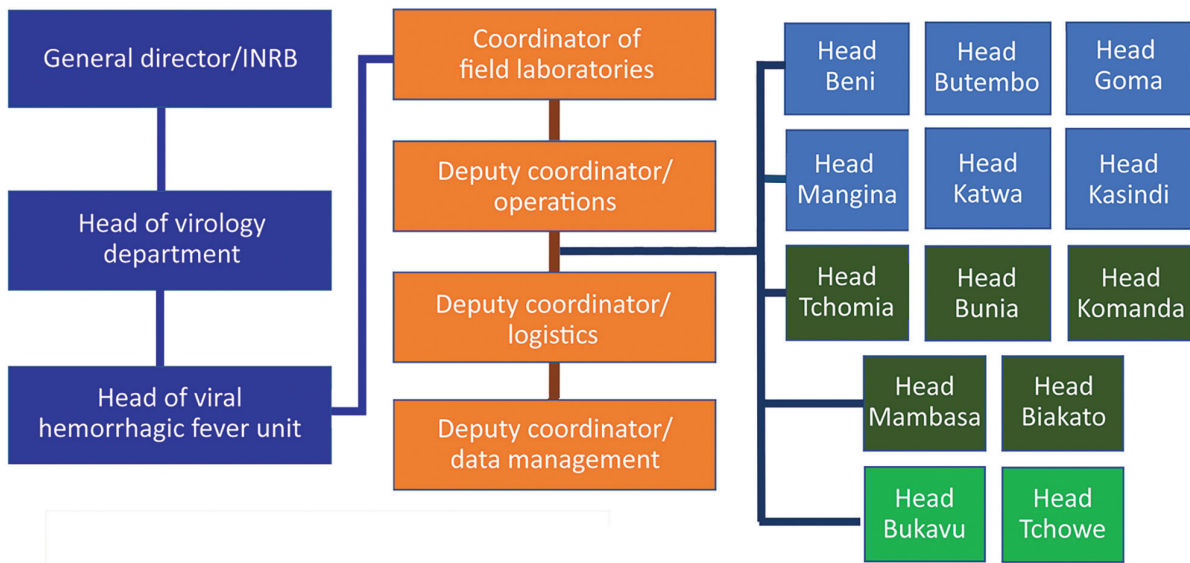 General director/INRB
Head of virology
department
Head of viral
hemorrhagic fever unit
Coordinator of
field laboratories
Deputy coordinator/
operations
Deputy coordinator/
logistics
Deputy coordinator/
data management
Head
Beni
Head
Butembo
Head
Goma
Head
Mangina
Head
Katwa
Head
Kasindi
Head
Tchomia
Head
Bunia
Head
Komanda
Head
Mambasa
Head
Biakato
Head
Bukavu
Head
Tchowe